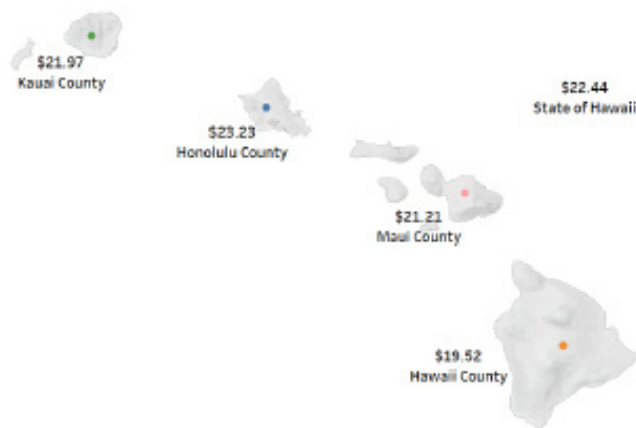 $21.97
Kauai County
$22.44
State of Hawaii
$23.23
Honolulu County
$21.21
Maui County
$19.52
Hawaii County